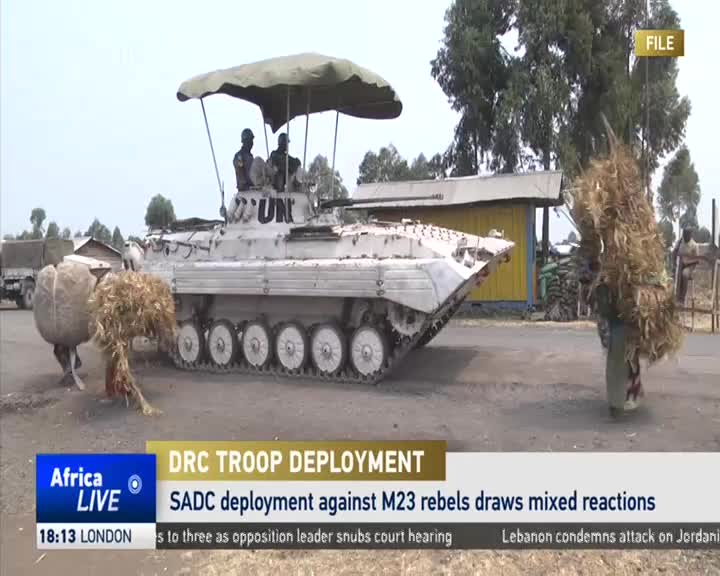 FILE
UN
DRC TROOP DEPLOYMENT
Africa
LIVE
SADC deployment against M23 rebels draws mixed reactions
18:13 LONDON
to three as opposition leader snubs court hearing Lebanon condemns attack on